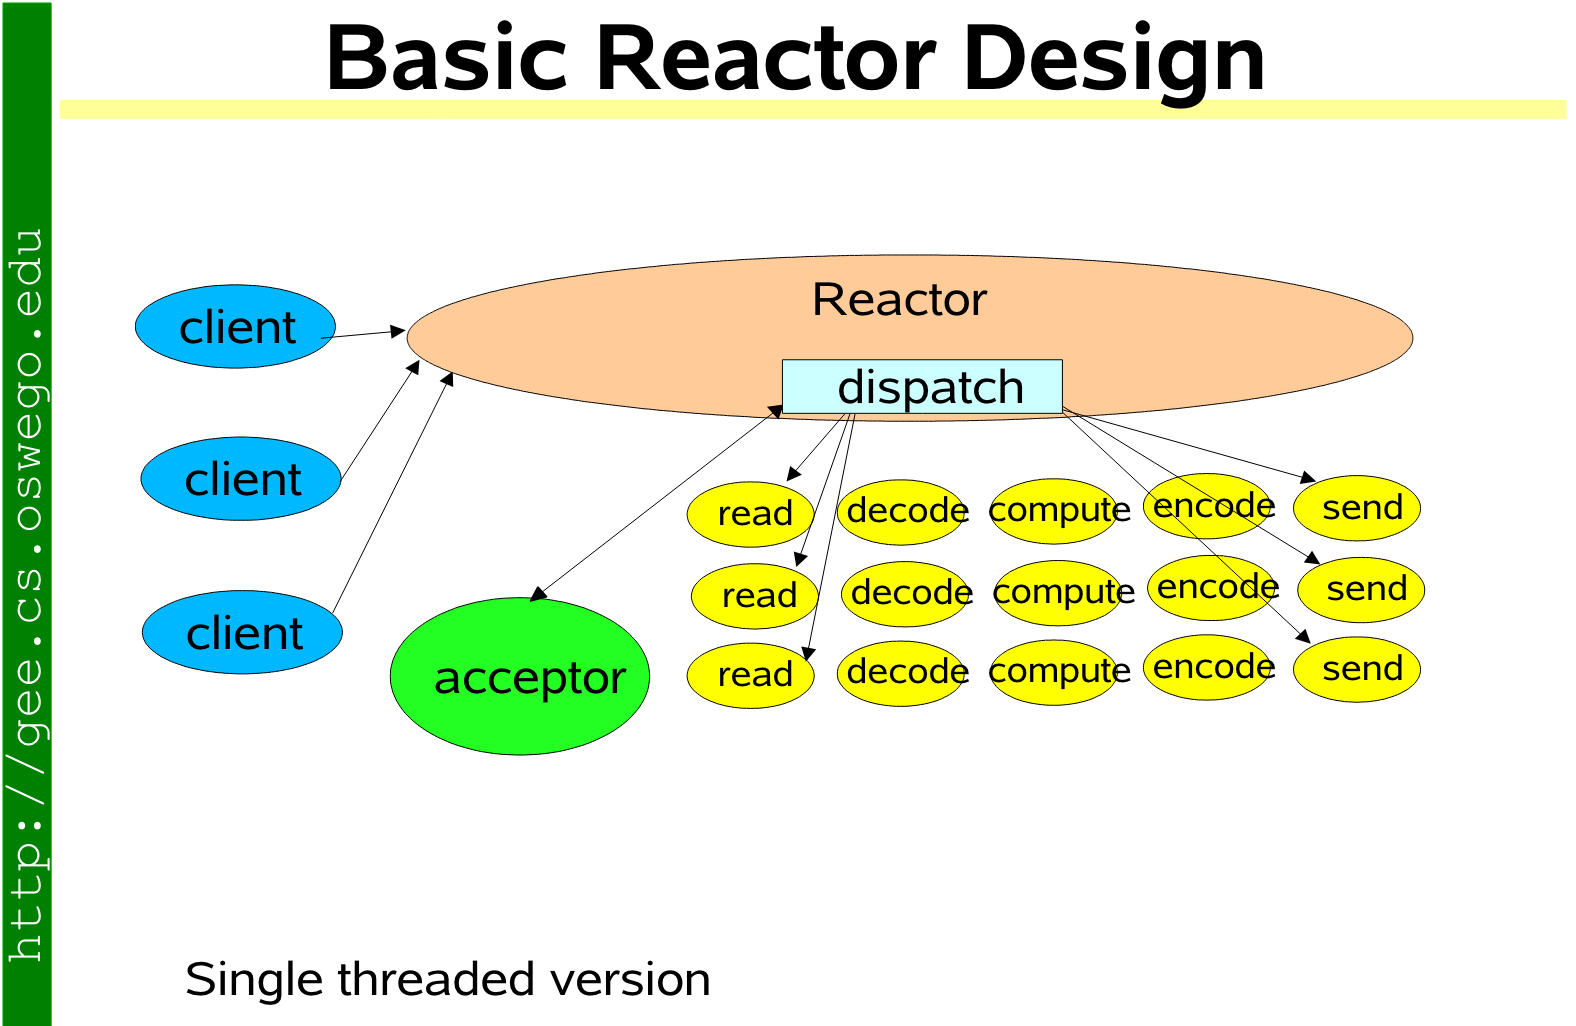 Basic Reactor Design
http://gee.cs.oswego.edu
Reactor
dispatch
client
client
client
acceptor
read decode compute encode send
read decode compute encode send
read decode compute encode send
Single threaded version